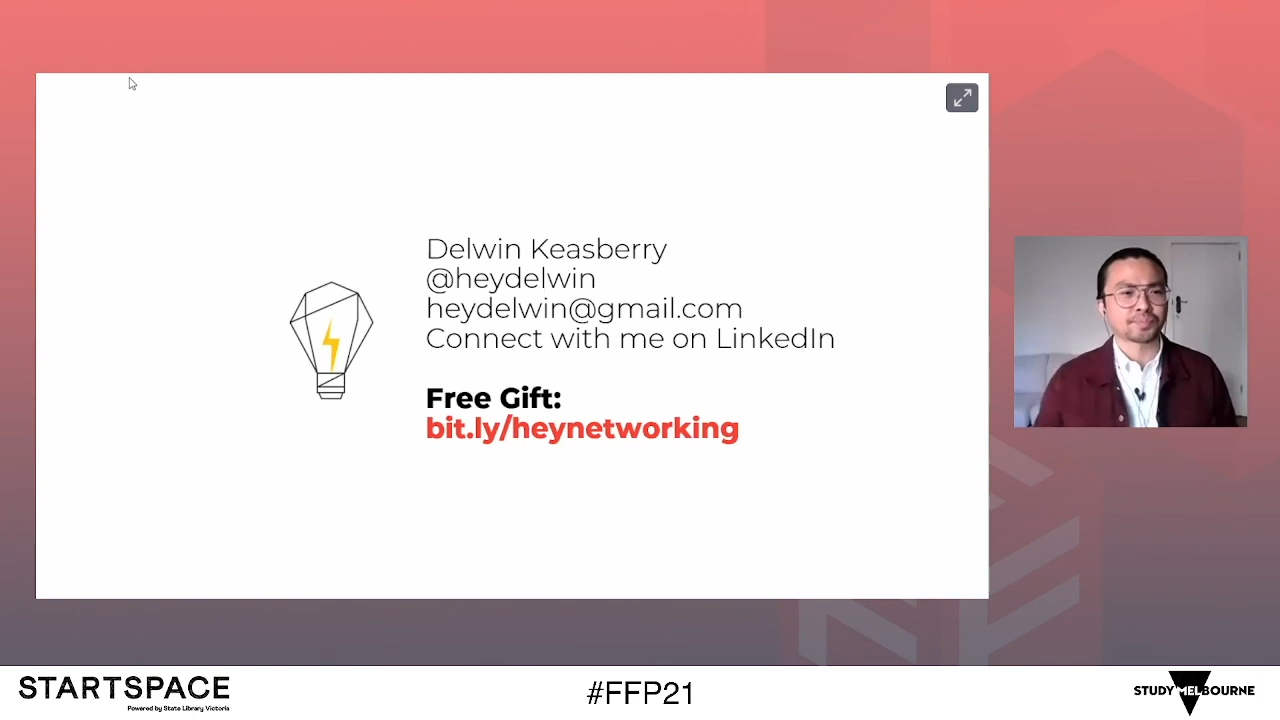 Delwin Keasberry
@heydelwin
heydelwin@gmail.com
Connect with me on LinkedIn
Free Gift:
bit.ly/heynetworking
STARTSPACE
Powered by State Library Victoria
#FFP21
STUDY MELBOURNE